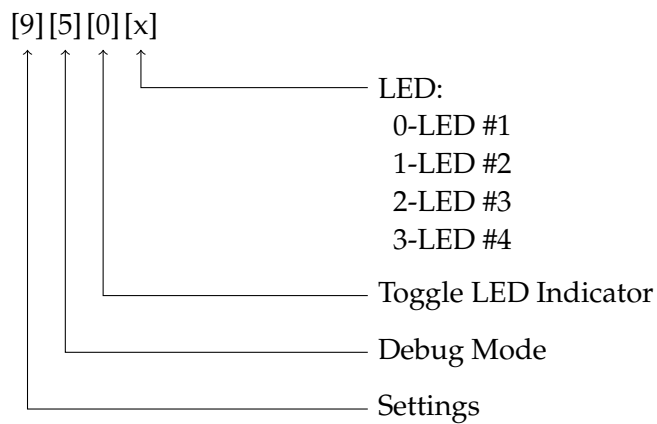 [9][5][0][x]
LED:
0-LED #1
1-LED #2
2-LED #3
3-LED #4
Toggle LED Indicator
Debug Mode
Settings